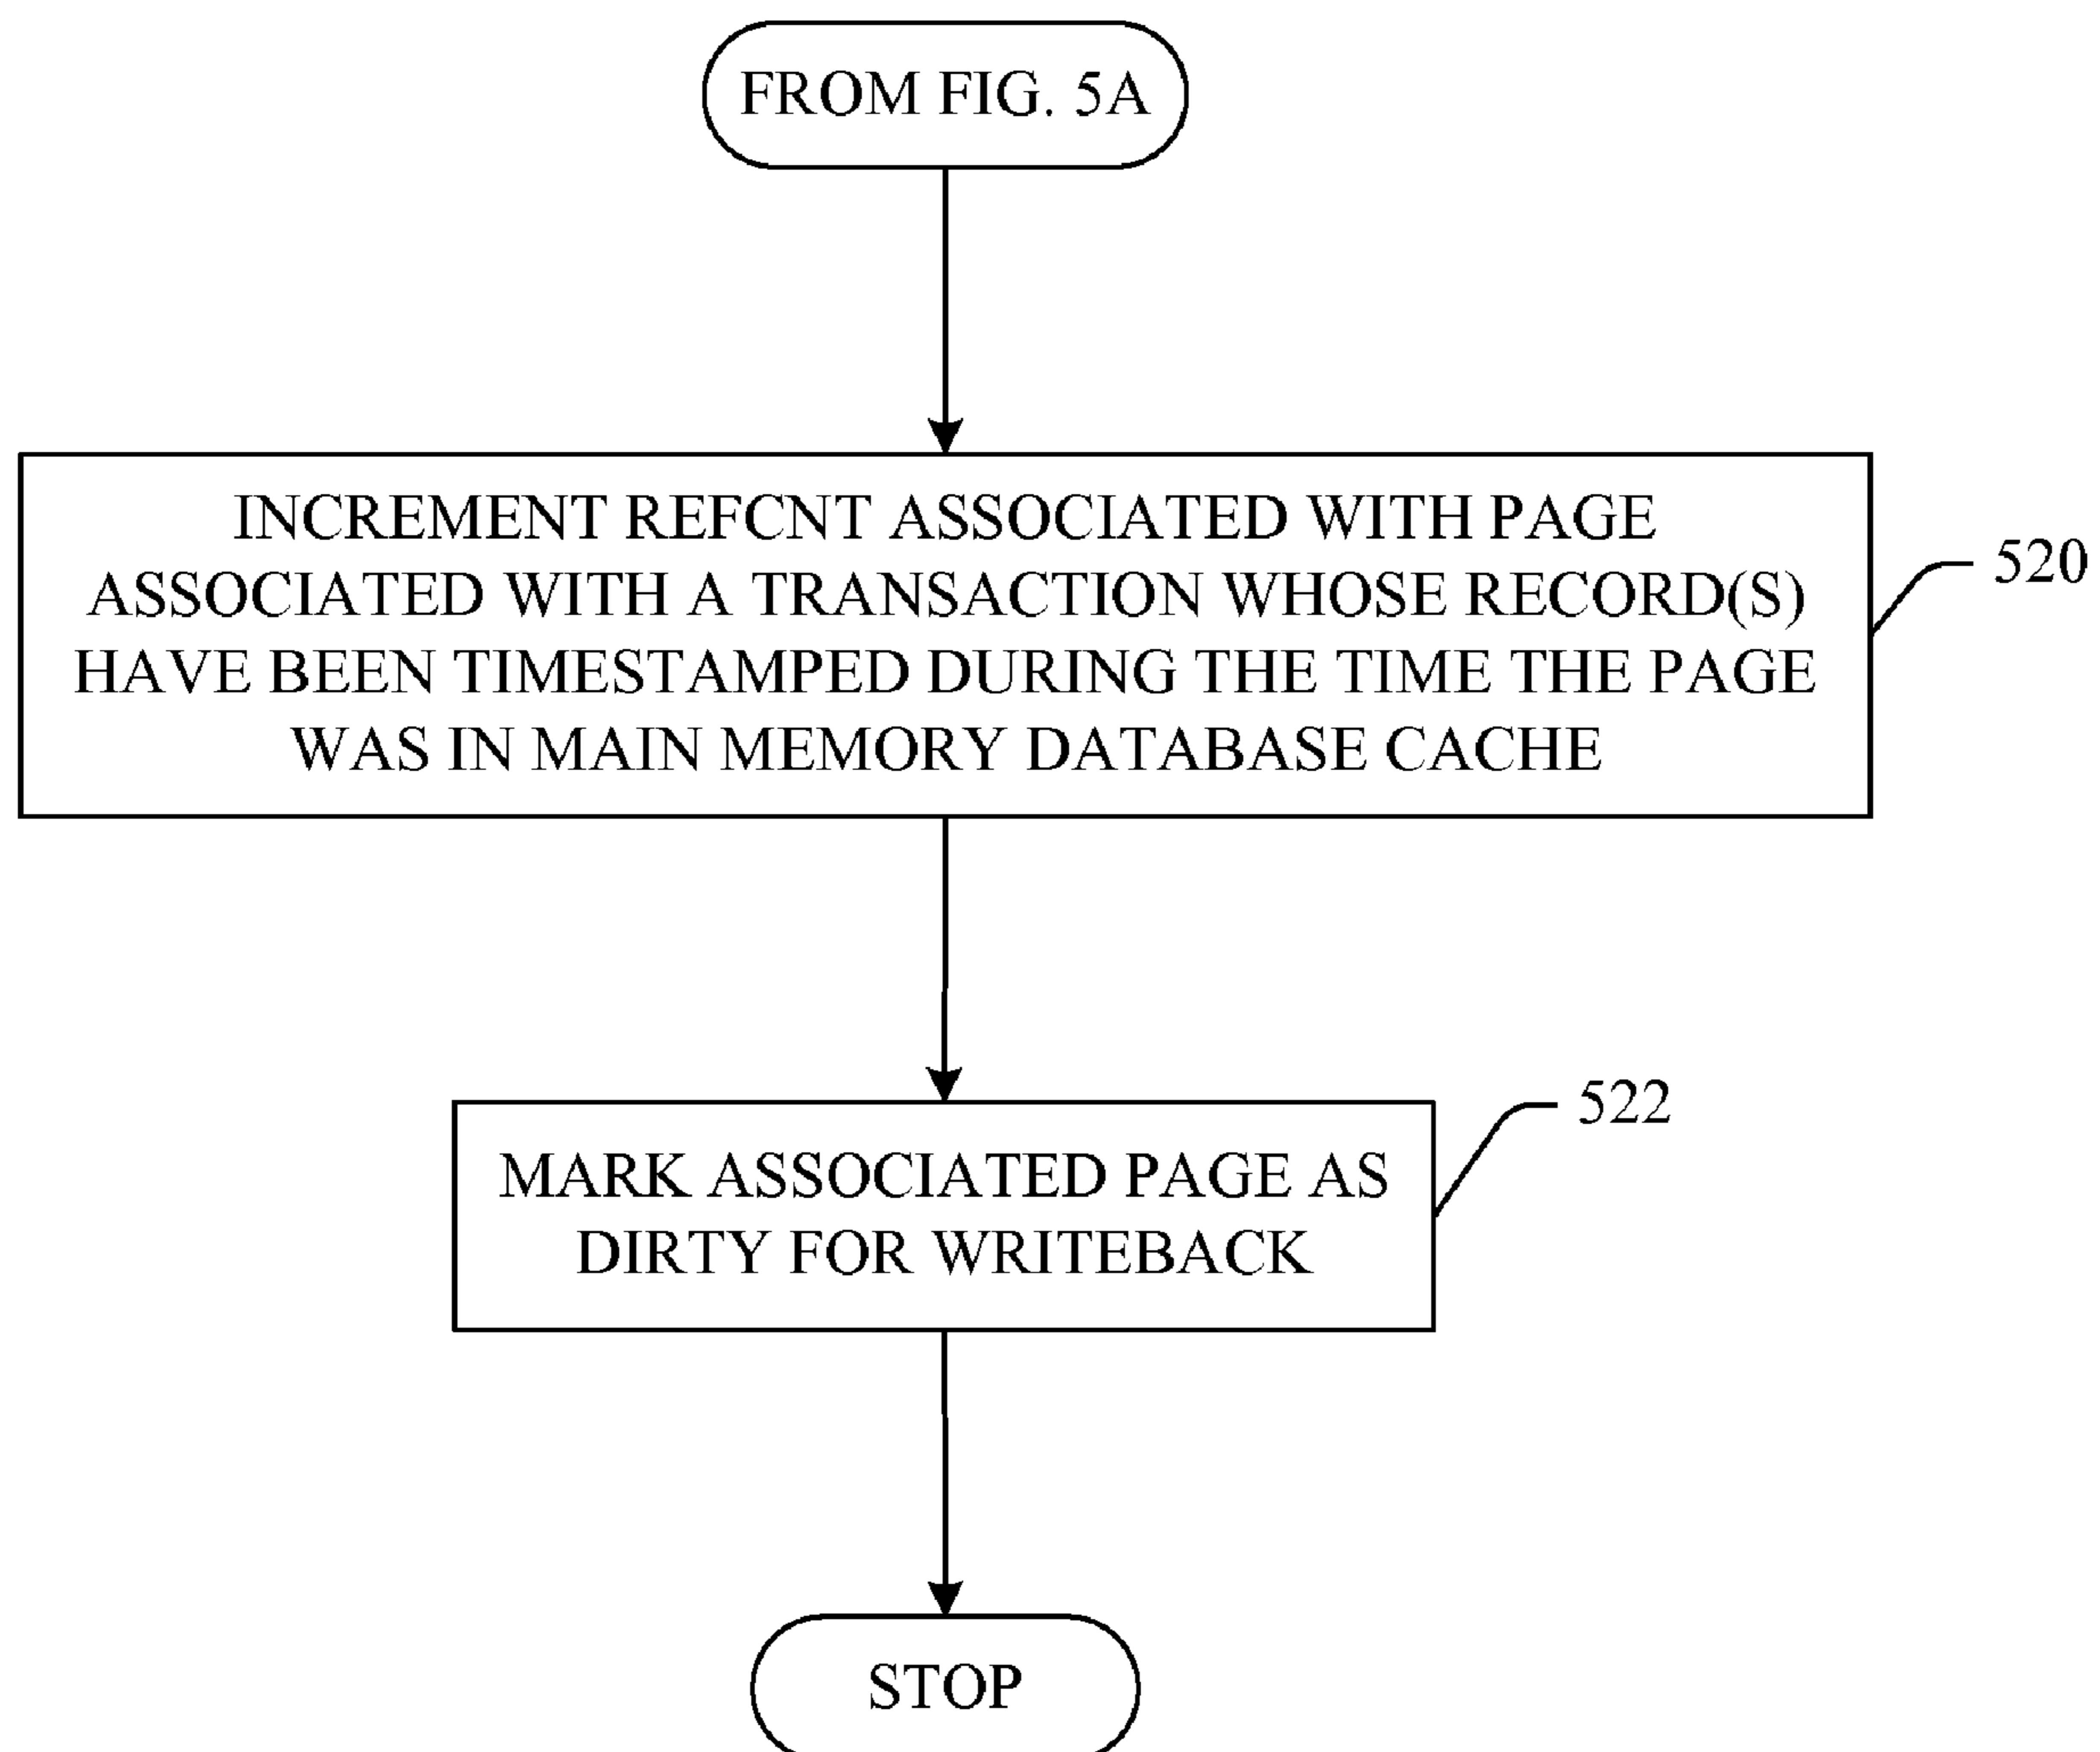 FROM FIG. 5A
INCREMENT REFCNT ASSOCIATED WITH PAGE
ASSOCIATED WITH A TRANSACTION WHOSE RECORD(S)
HAVE BEEN TIMESTAMPED DURING THE TIME THE PAGE
WAS IN MAIN MEMORY DATABASE CACHE
520
MARK ASSOCIATED PAGE AS
DIRTY FOR WRITEBACK
522
STOP